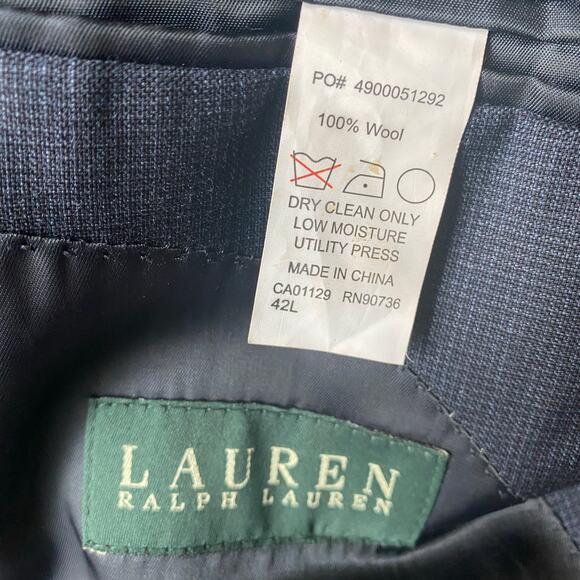 PO# 4900051292
100% Wool
DRY CLEAN ONLY
LOW MOISTURE
UTILITY PRESS
MADE IN CHINA
CA01129 RN90736
42L
LAUREN
RALPH LAUREN